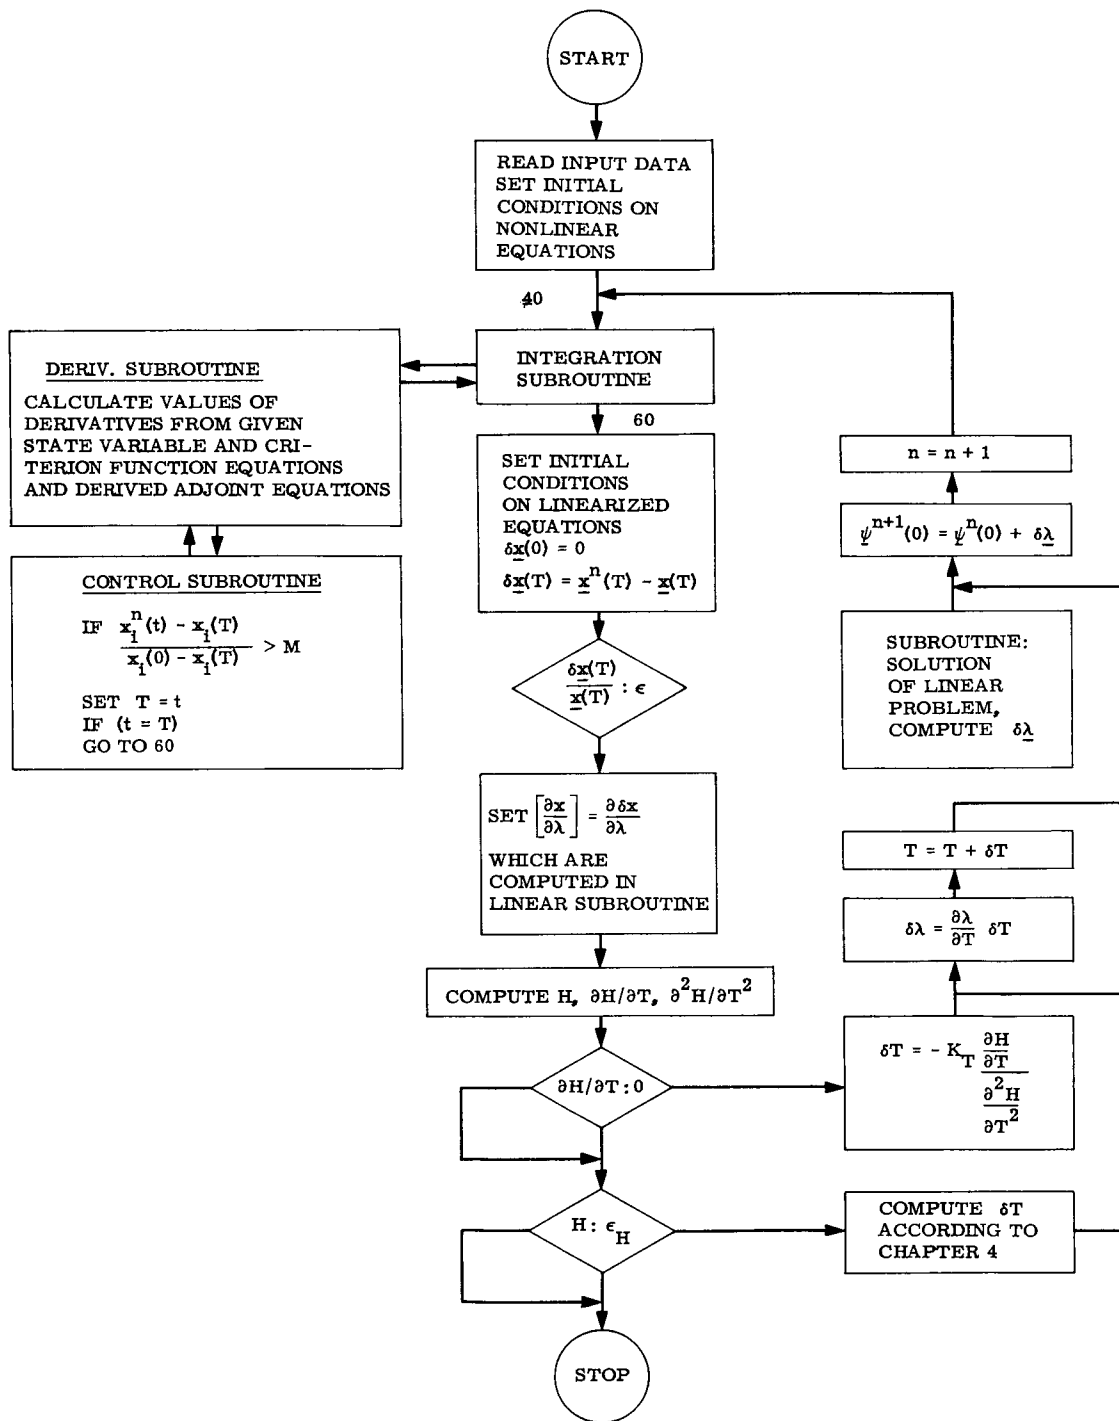 START
READ INPUT DATA
SET INITIAL
CONDITIONS ON
NONLINEAR
EQUATIONS
40
INTEGRATION
SUBROUTINE
60
DERIV. SUBROUTINE
CALCULATE VALUES OF
DERIVATIVES FROM GIVEN
STATE VARIABLE AND CRI-
TERION FUNCTION EQUATIONS
AND DERIVED ADJOINT EQUATIONS
CONTROL SUBROUTINE
IF (x_i^n(t) - x_i(T)) / (x_i(0) - x_i(T)) > M
SET T = t
IF (t = T)
GO TO 60
SET INITIAL
CONDITIONS
ON LINEARIZED
EQUATIONS
δx(0) = 0
δx(T) = x^n(T) - x(T)
δx(T) / x(T) : ϵ
SET [∂x/∂λ] = ∂δx/∂λ
WHICH ARE
COMPUTED IN
LINEAR SUBROUTINE
COMPUTE H, ∂H/∂T, ∂²H/∂T²
∂H/∂T : 0
H : ϵ_H
STOP
n = n + 1
ψ^{n+1}(0) = ψ^n(0) + δλ
SUBROUTINE:
SOLUTION
OF LINEAR
PROBLEM,
COMPUTE δλ
T = T + δT
δλ = ∂λ/∂T δT
δT = - K_T (∂H/∂T) / (∂²H/∂T²)
COMPUTE δT
ACCORDING TO
CHAPTER 4